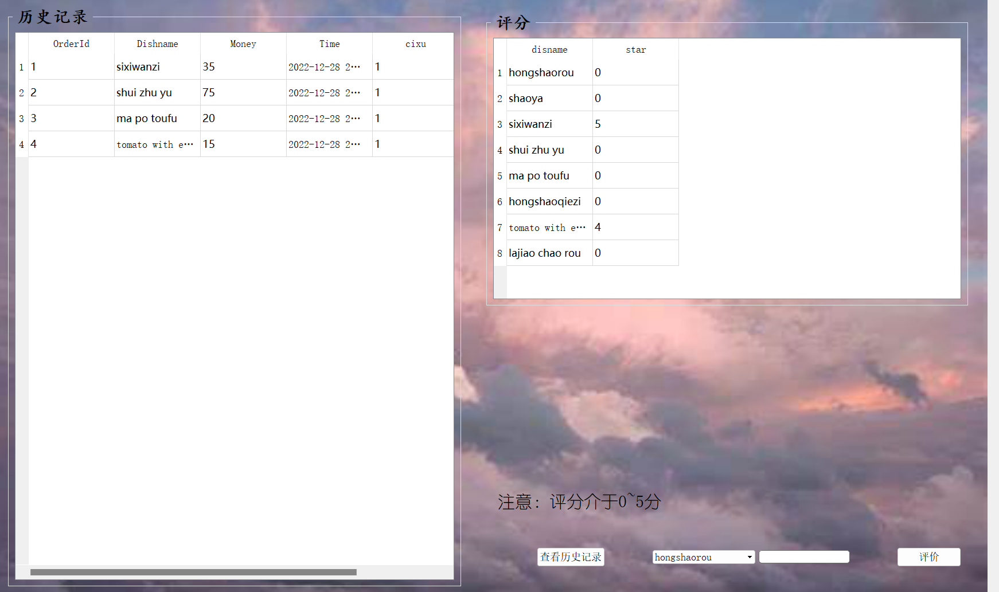 历史记录
OrderId Dishname Money Time cixu
1 1 sixiwanzi 35 2022-12-28 2… 1
2 2 shui zhu yu 75 2022-12-28 2… 1
3 3 ma po toufu 20 2022-12-28 2… 1
4 4 tomato with e… 15 2022-12-28 2… 1
评分
disname star
1 hongshaorou 0
2 shaoya 0
3 sixiwanzi 5
4 shui zhu yu 0
5 ma po toufu 0
6 hongshaoqiezi 0
7 tomato with e… 4
8 lajiao chao rou 0
注意：评分介于0~5分
查看历史记录 hongshaorou 评价